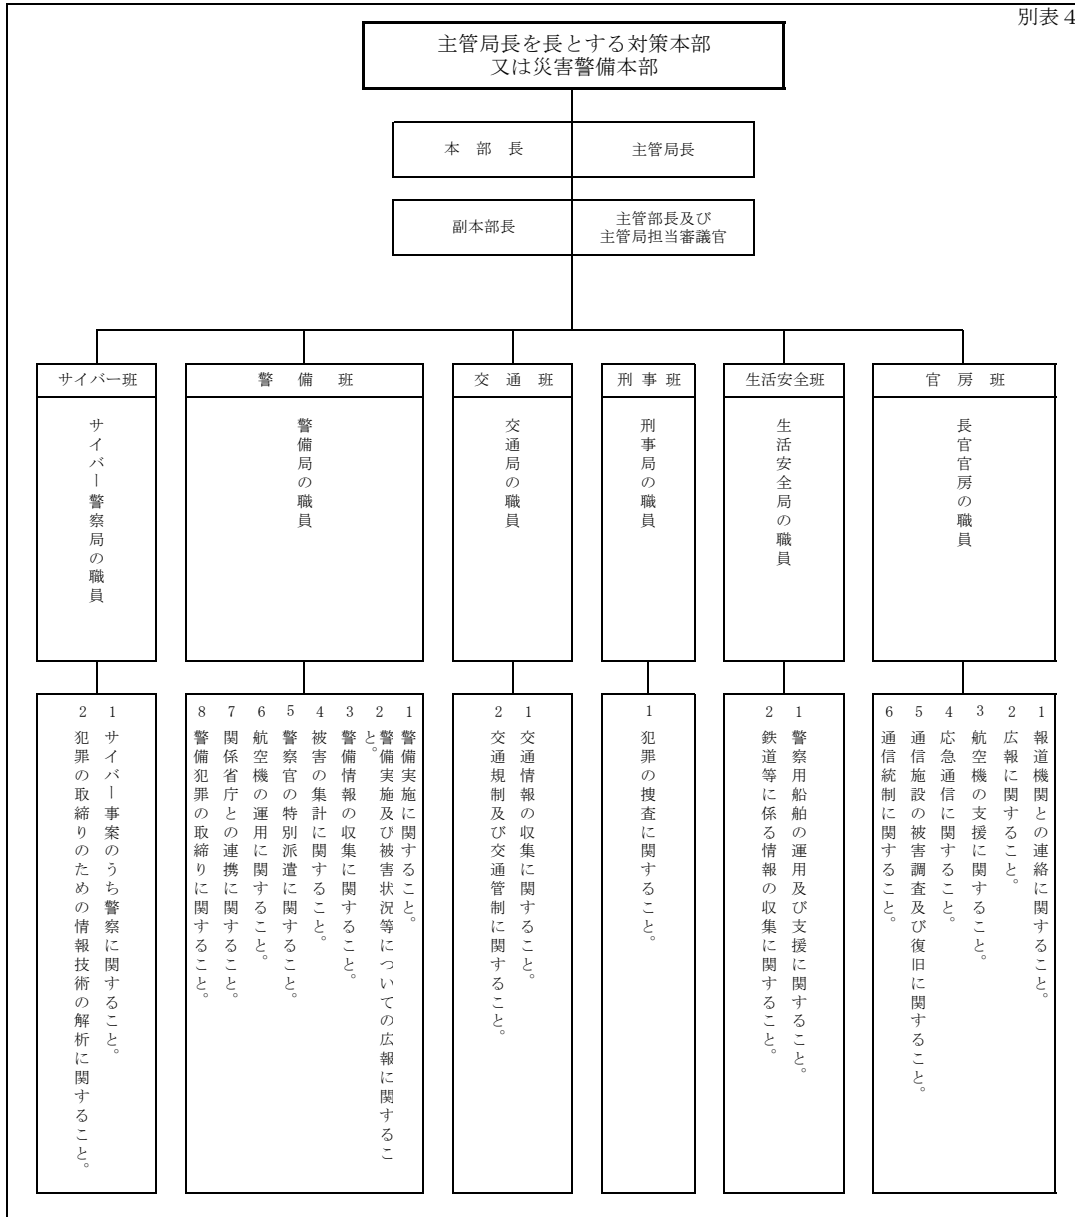 別表４
主管局長を長とする対策本部
又は災害警備本部
本　部　長
主管局長
副本部長
主管部長及び
主管局担当審議官
官　房　班
長官官房の職員
1　報道機関との連絡に関すること。
2　広報に関すること。
3　航空機の支援に関すること。
4　応急通信に関すること。
5　通信施設の被害調査及び復旧に関すること。
6　通信統制に関すること。
生活安全班
生活安全局の職員
1　警察用船舶の運用及び支援に関すること。
2　鉄道等に係る情報の収集に関すること。
刑 事 班
刑事局の職員
1　犯罪の捜査に関すること。
交　通　班
交通局の職員
1　交通情報の収集に関すること。
2　交通規制及び交通管制に関すること。
警　備　班
警備局の職員
1　警備実施に関すること。
2　警備実施及び被害状況等についての広報に関するこ
と。
3　警備情報の収集に関すること。
4　被害の集計に関すること。
5　警察官の特別派遣に関すること。
6　航空機の運用に関すること。
7　関係省庁との連携に関すること。
8　警備犯罪の取締りに関すること。
サイバー班
サイバー警察局の職員
1　サイバー事案のうち警察に関すること。
2　犯罪の取締りのための情報技術の解析に関すること。